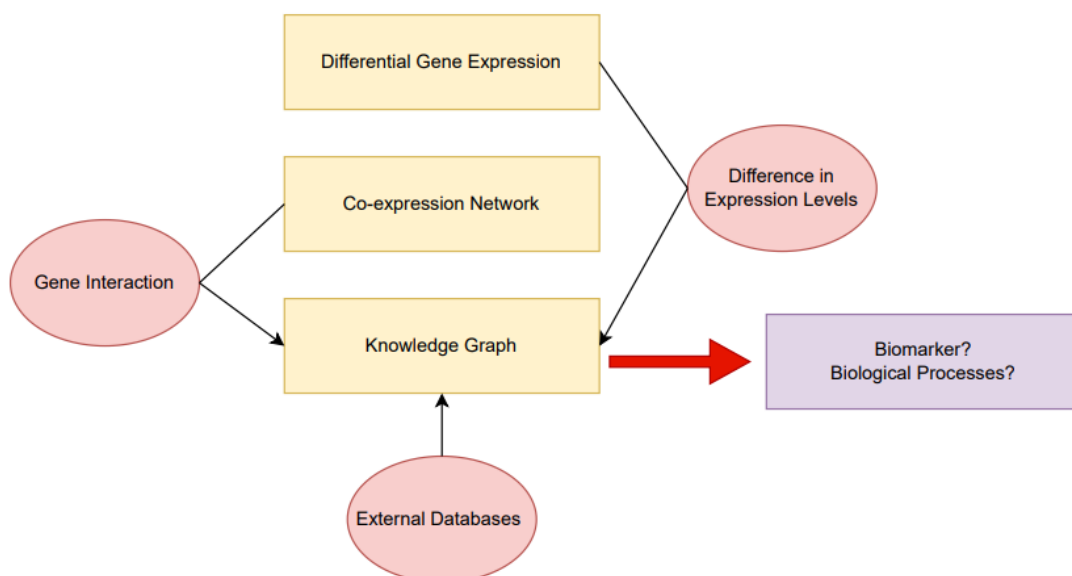 Differential Gene Expression
Difference in
Expression Levels
Co-expression Network
Gene Interaction
Knowledge Graph
Biomarker?
Biological Processes?
External Databases